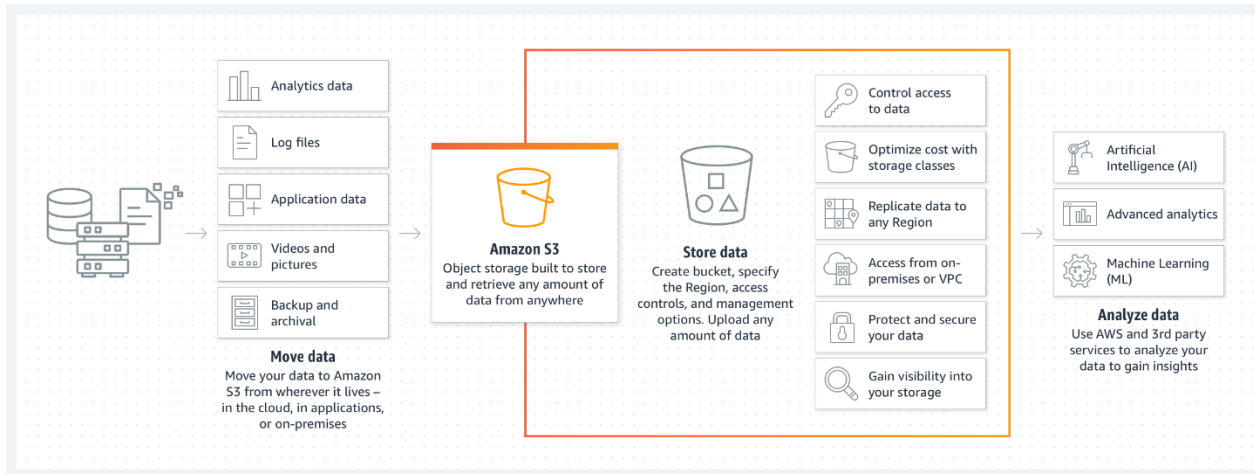 Analytics data
Log files
Application data
Videos and
pictures
Backup and
archival
Move data
Move your data to Amazon
S3 from wherever it lives –
in the cloud, in applications,
or on-premises
Amazon S3
Object storage built to store
and retrieve any amount of
data from anywhere
Store data
Create bucket, specify
the Region, access
controls, and management
options. Upload any
amount of data
Control access
to data
Optimize cost with
storage classes
Replicate data to
any Region
Access from on-
premises or VPC
Protect and secure
your data
Gain visibility into
your storage
Artificial
Intelligence (AI)
Advanced analytics
Machine Learning
(ML)
Analyze data
Use AWS and 3rd party
services to analyze your
data to gain insights